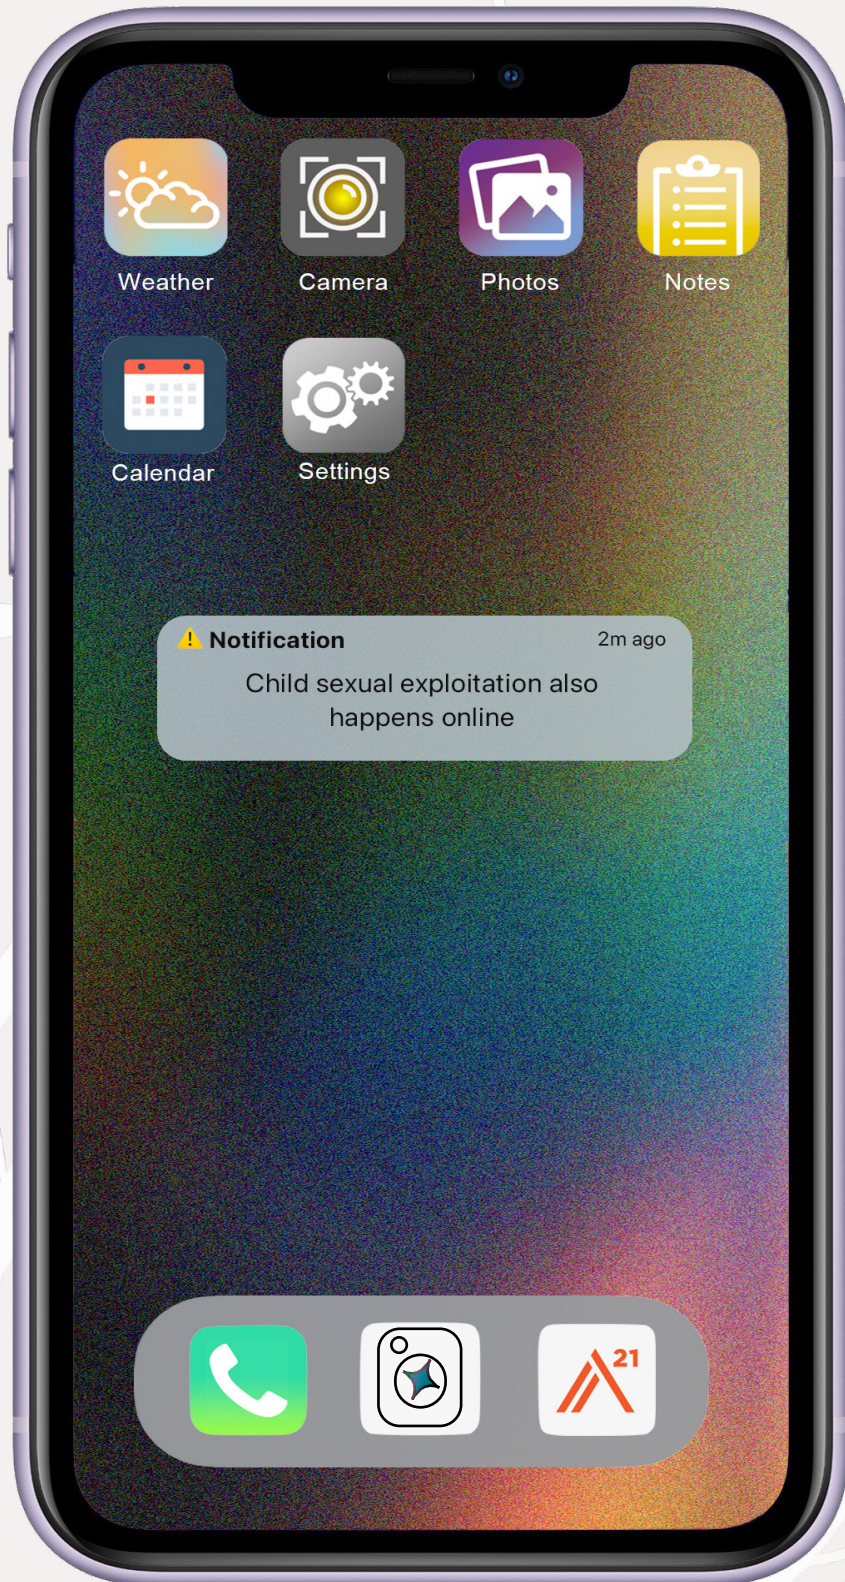 Weather
Camera
Photos
Notes
Calendar
Settings
Notification
2m ago
Child sexual exploitation also
happens online
21